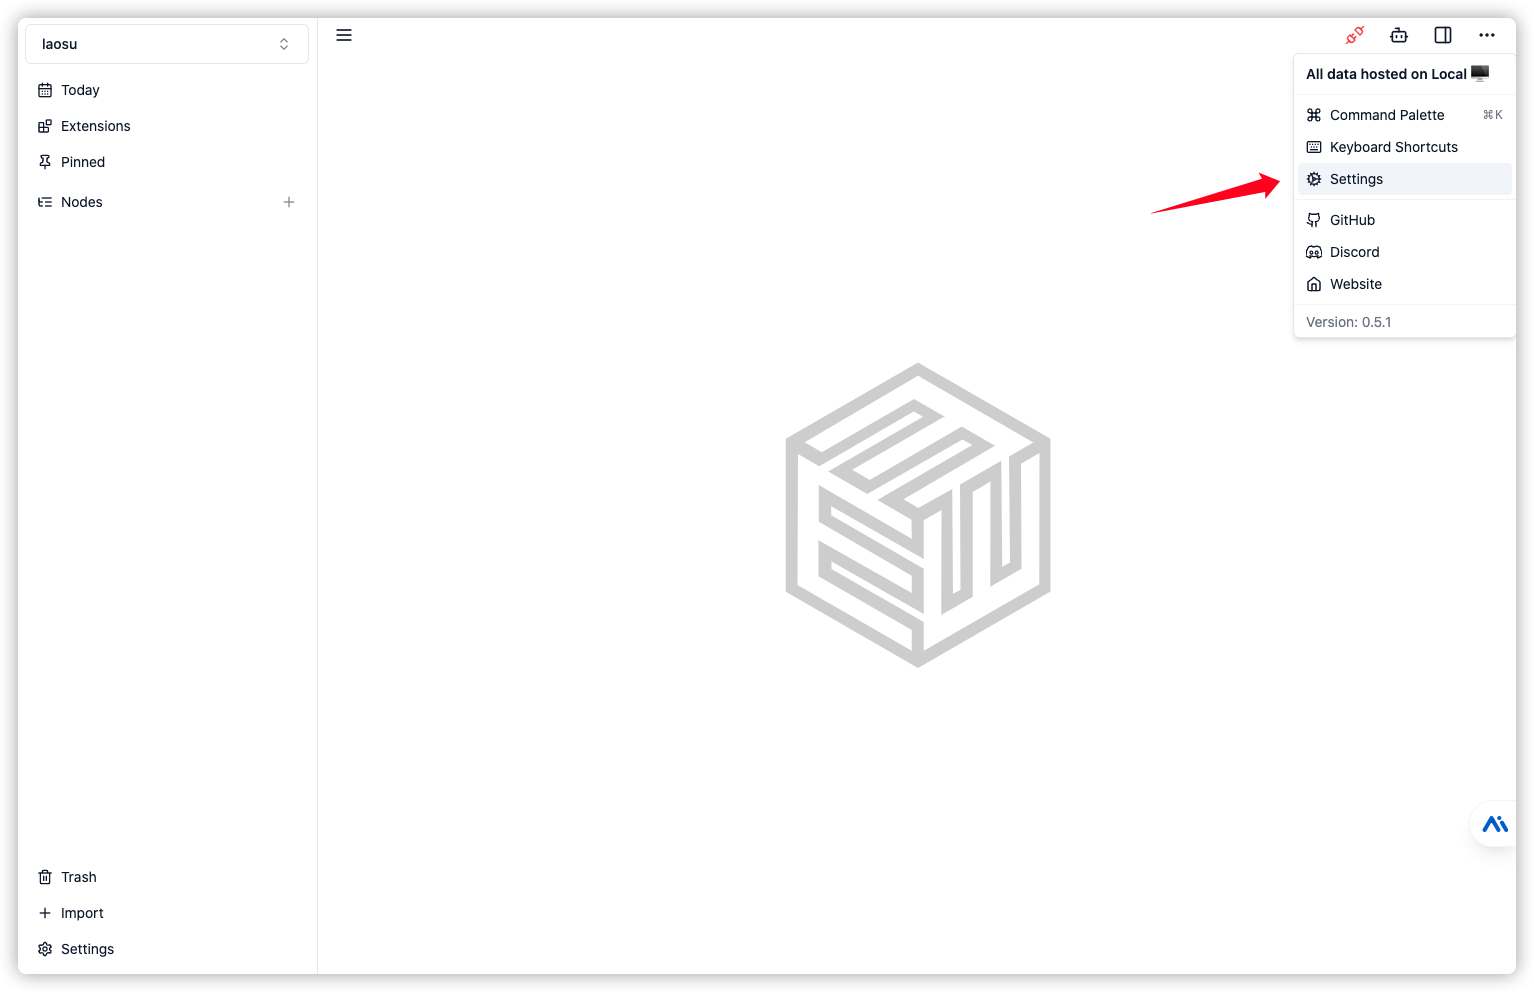 laosu
Today
Extensions
Pinned
Nodes
Trash
Import
Settings
All data hosted on Local
Command Palette ⌘K
Keyboard Shortcuts
Settings
GitHub
Discord
Website
Version: 0.5.1